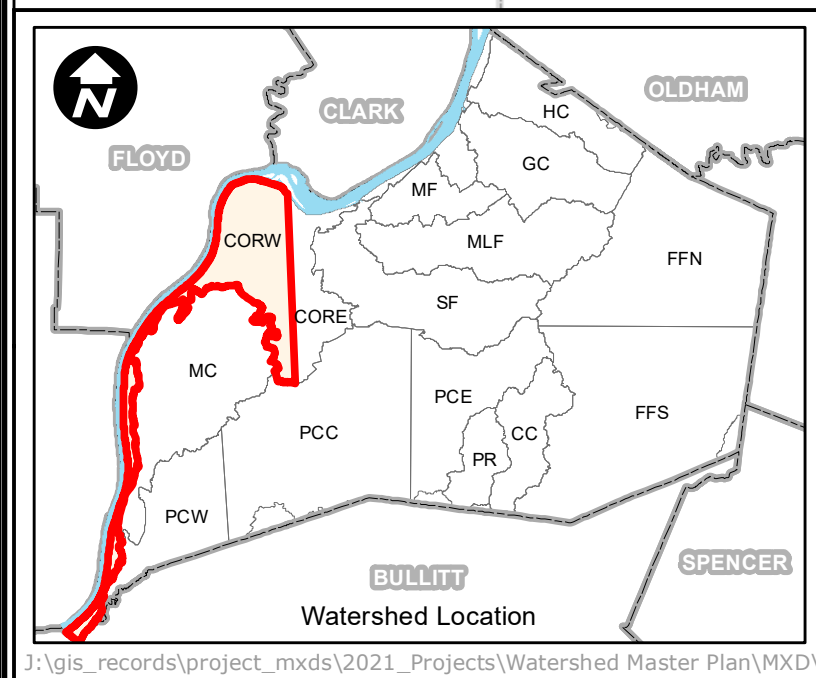 N
OLDHAM
HC
CLARK
FLOYD
GC
MF
CORW
MLF
FFN
SF
CORE
MC
PCE
FFS
PCC
CC
PR
PCW
SPENCER
BULLITT
Watershed Location
J:\gis_records\project_mxds\2021_Projects\Watershed Master Plan\MXD\